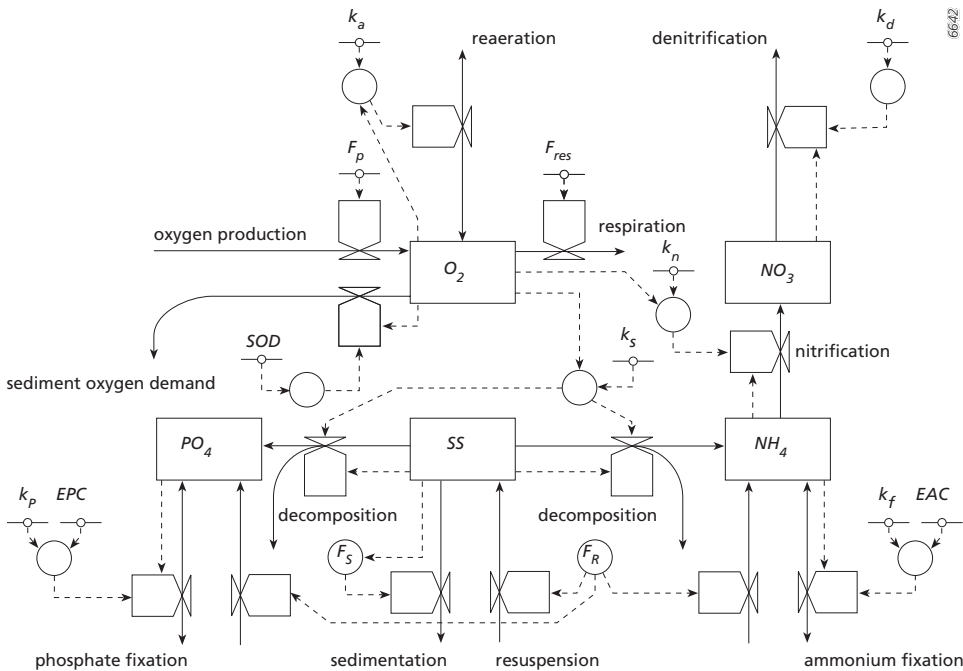 k_a
k_d
6642
reaeration
denitrification
F_p
F_res
oxygen production
respiration
k_n
O_2
NO_3
SOD
k_s
nitrification
sediment oxygen demand
PO_4
SS
NH_4
k_p
EPC
decomposition
decomposition
k_f
EAC
F_S
F_R
phosphate fixation
sedimentation
resuspension
ammonium fixation